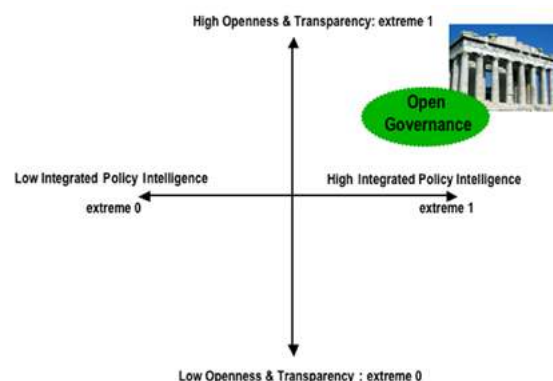 High Openness & Transparency: extreme 1
Open
Governance
Low Integrated Policy Intelligence
High Integrated Policy Intelligence
extreme 0
extreme 1
Low Openness & Transparency : extreme 0